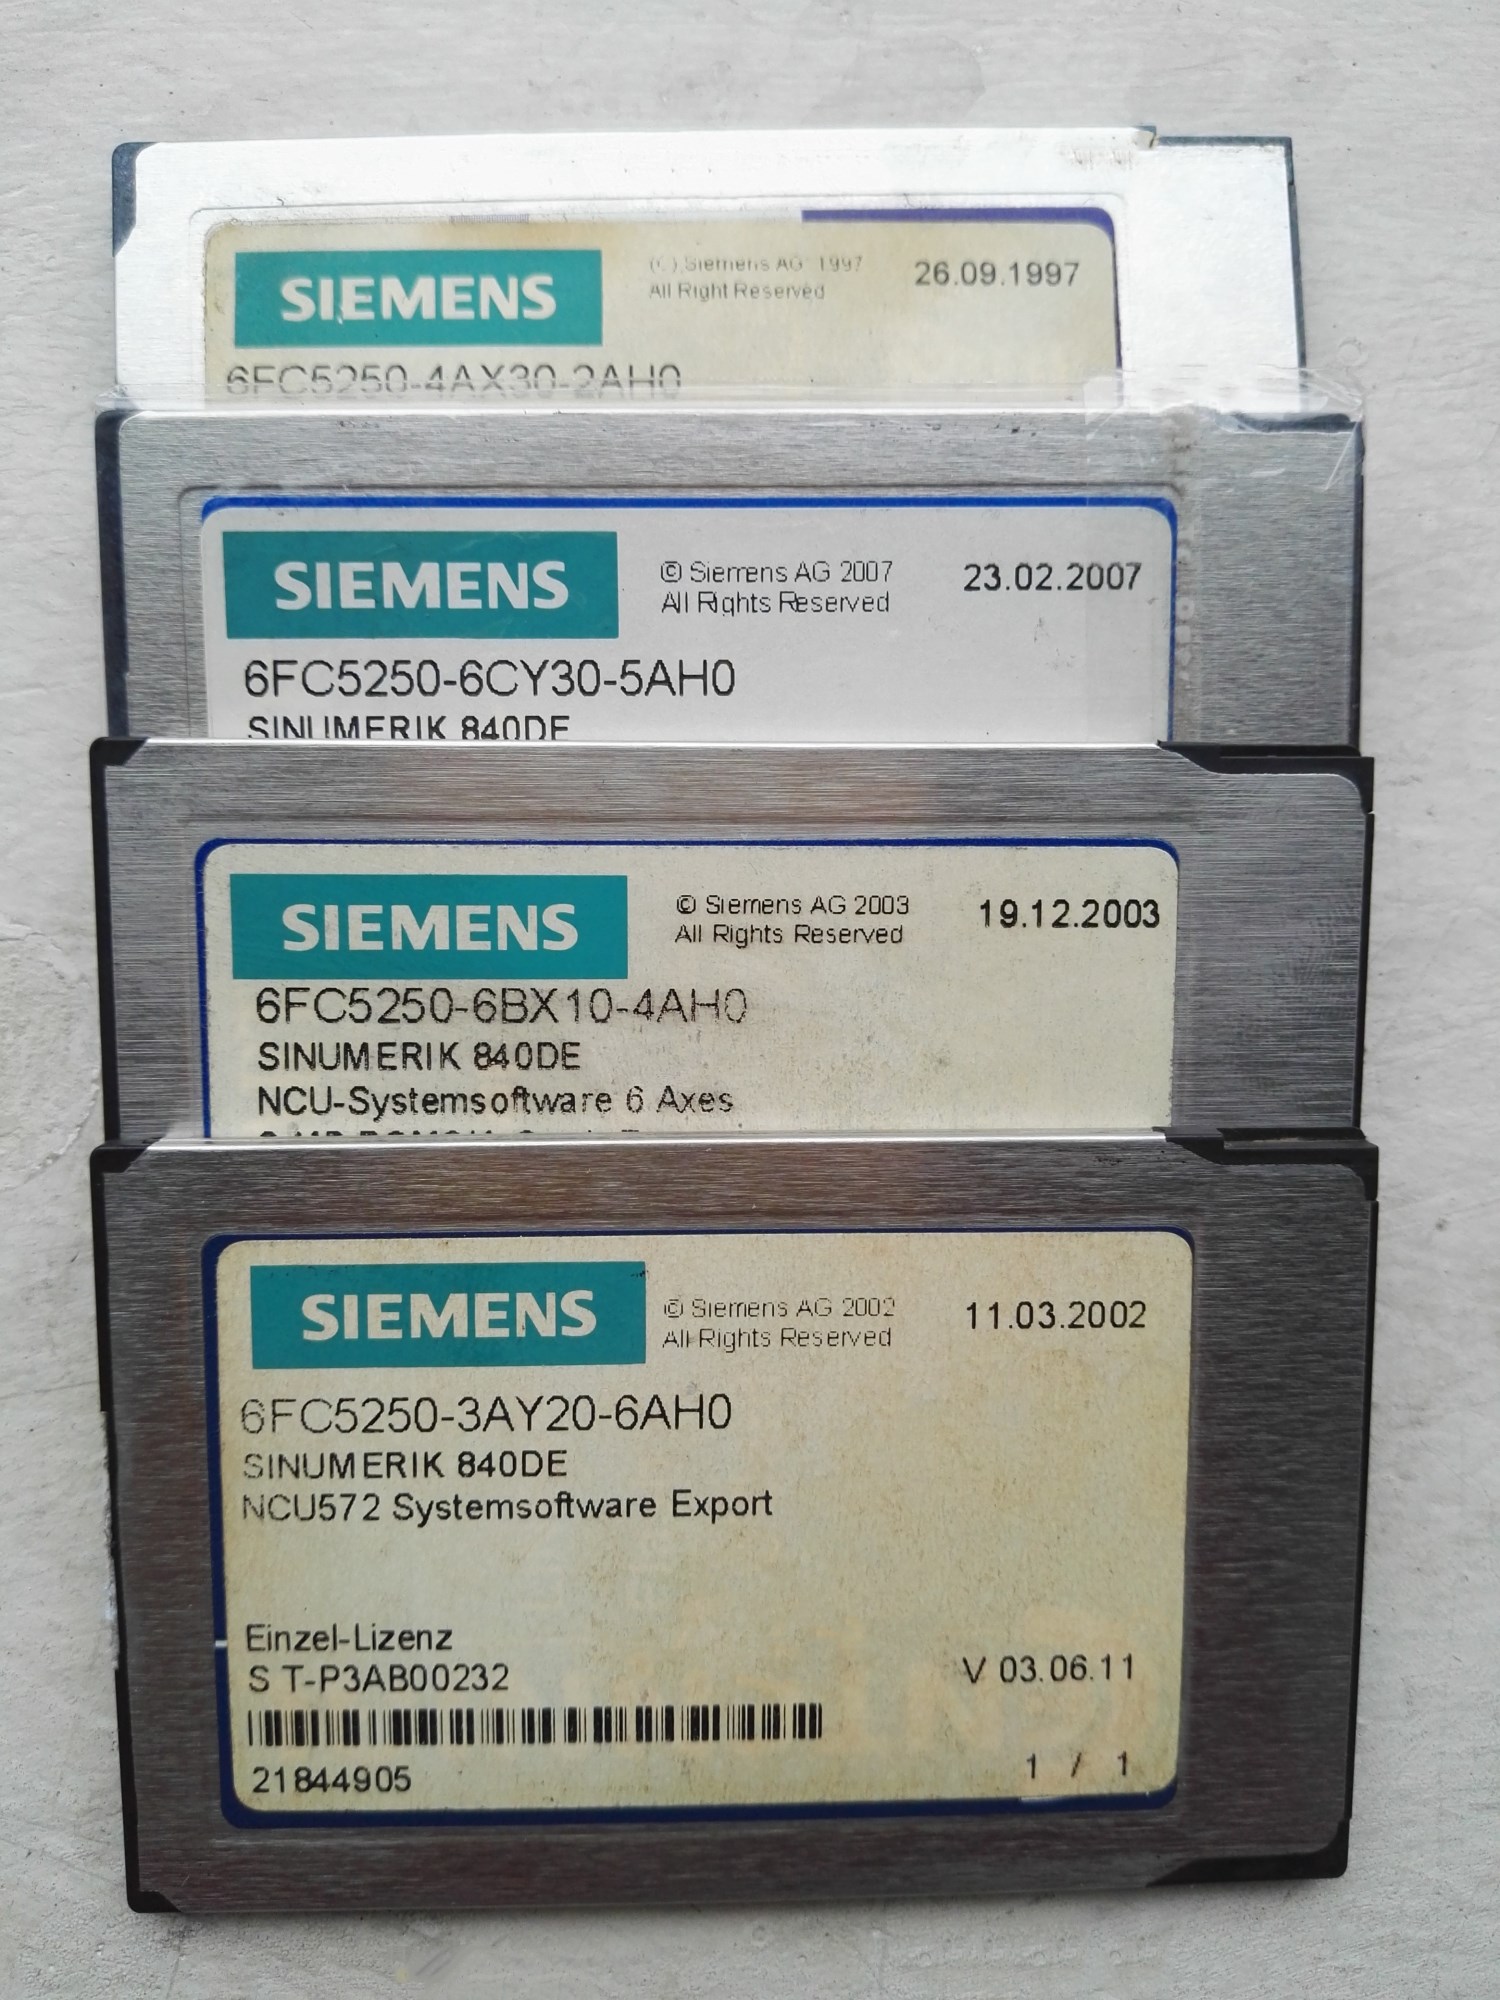 SIEMENS
(C) Siemens AG 1997
All Right Reserved
26.09.1997
6FC5250-4AX30-2AH0
SIEMENS
© Siemens AG 2007
All Rights Reserved
23.02.2007
6FC5250-6CY30-5AH0
SINUMERIK 840DE
SIEMENS
© Siemens AG 2003
All Rights Reserved
19.12.2003
6FC5250-6BX10-4AH0
SINUMERIK 840DE
NCU-Systemsoftware 6 Axes
SIEMENS
© Siemens AG 2002
All Rights Reserved
11.03.2002
6FC5250-3AY20-6AH0
SINUMERIK 840DE
NCU572 Systemsoftware Export
Einzel-Lizenz
S T-P3AB00232
V 03.06.11
21844905
1 / 1